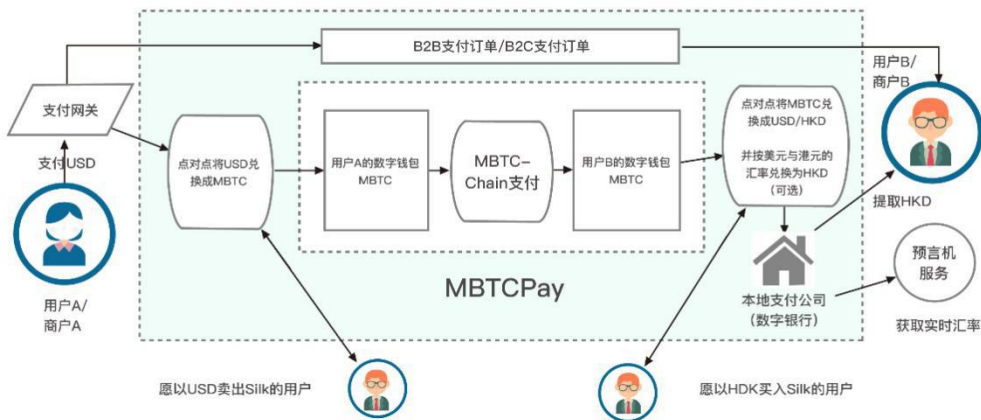 B2B支付订单/B2C支付订单
用户B/
商户B
支付网关
支付USD
点对点将USD兑
换成MBTC
用户A的数字钱包
MBTC
MBTC-
Chain支付
用户B的数字钱包
MBTC
点对点将MBTC兑
换成USD/HKD
并按美元与港元的
汇率兑换为HKD
（可选）
提取HKD
预言机
服务
MBTCPay
本地支付公司
（数字银行）
用户A/
商户A
获取实时汇率
愿以USD卖出Silk的用户
愿以HDK买入Silk的用户